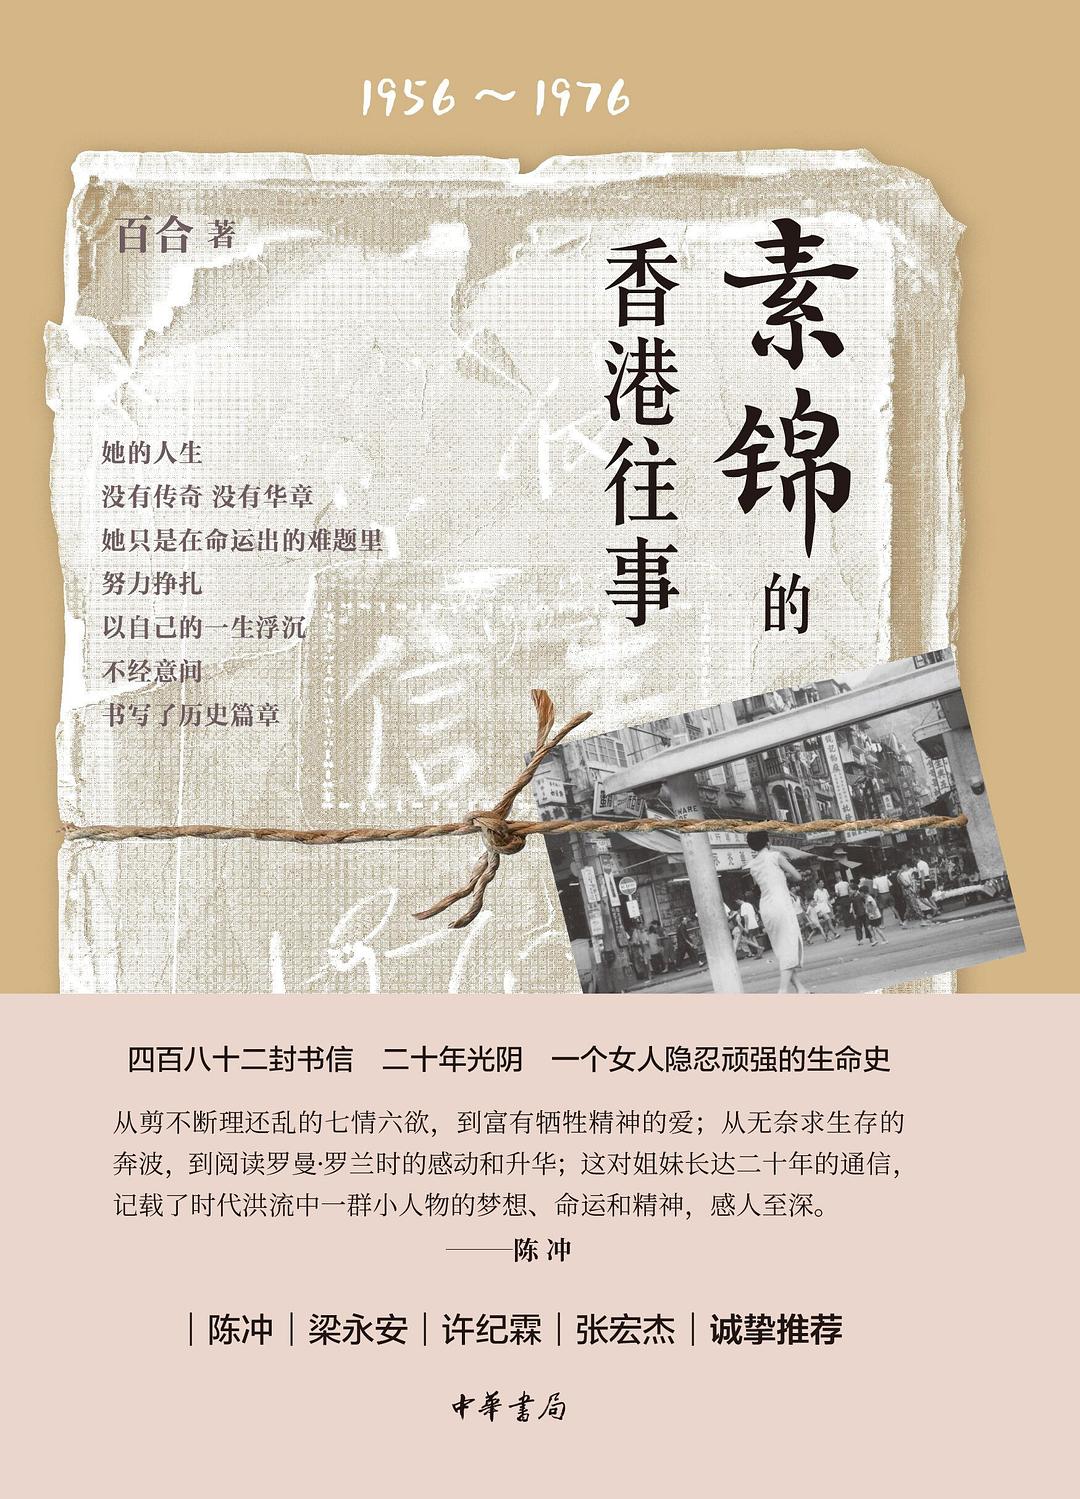 1956～1976
百合 著
素锦的
香港往事
她的人生
没有传奇 没有华章
她只是在命运出的难题里
努力挣扎
以自己的一生浮沉
不经意间
书写了历史篇章
信
四百八十二封书信 二十年光阴 一个女人隐忍顽强的生命史
从剪不断理还乱的七情六欲，到富有牺牲精神的爱；从无奈求生存的
奔波，到阅读罗曼·罗兰时的感动和升华；这对姐妹长达二十年的通信，
记载了时代洪流中一群小人物的梦想、命运和精神，感人至深。
——陈 冲
｜陈冲｜梁永安｜许纪霖｜张宏杰｜诚挚推荐
中華書局